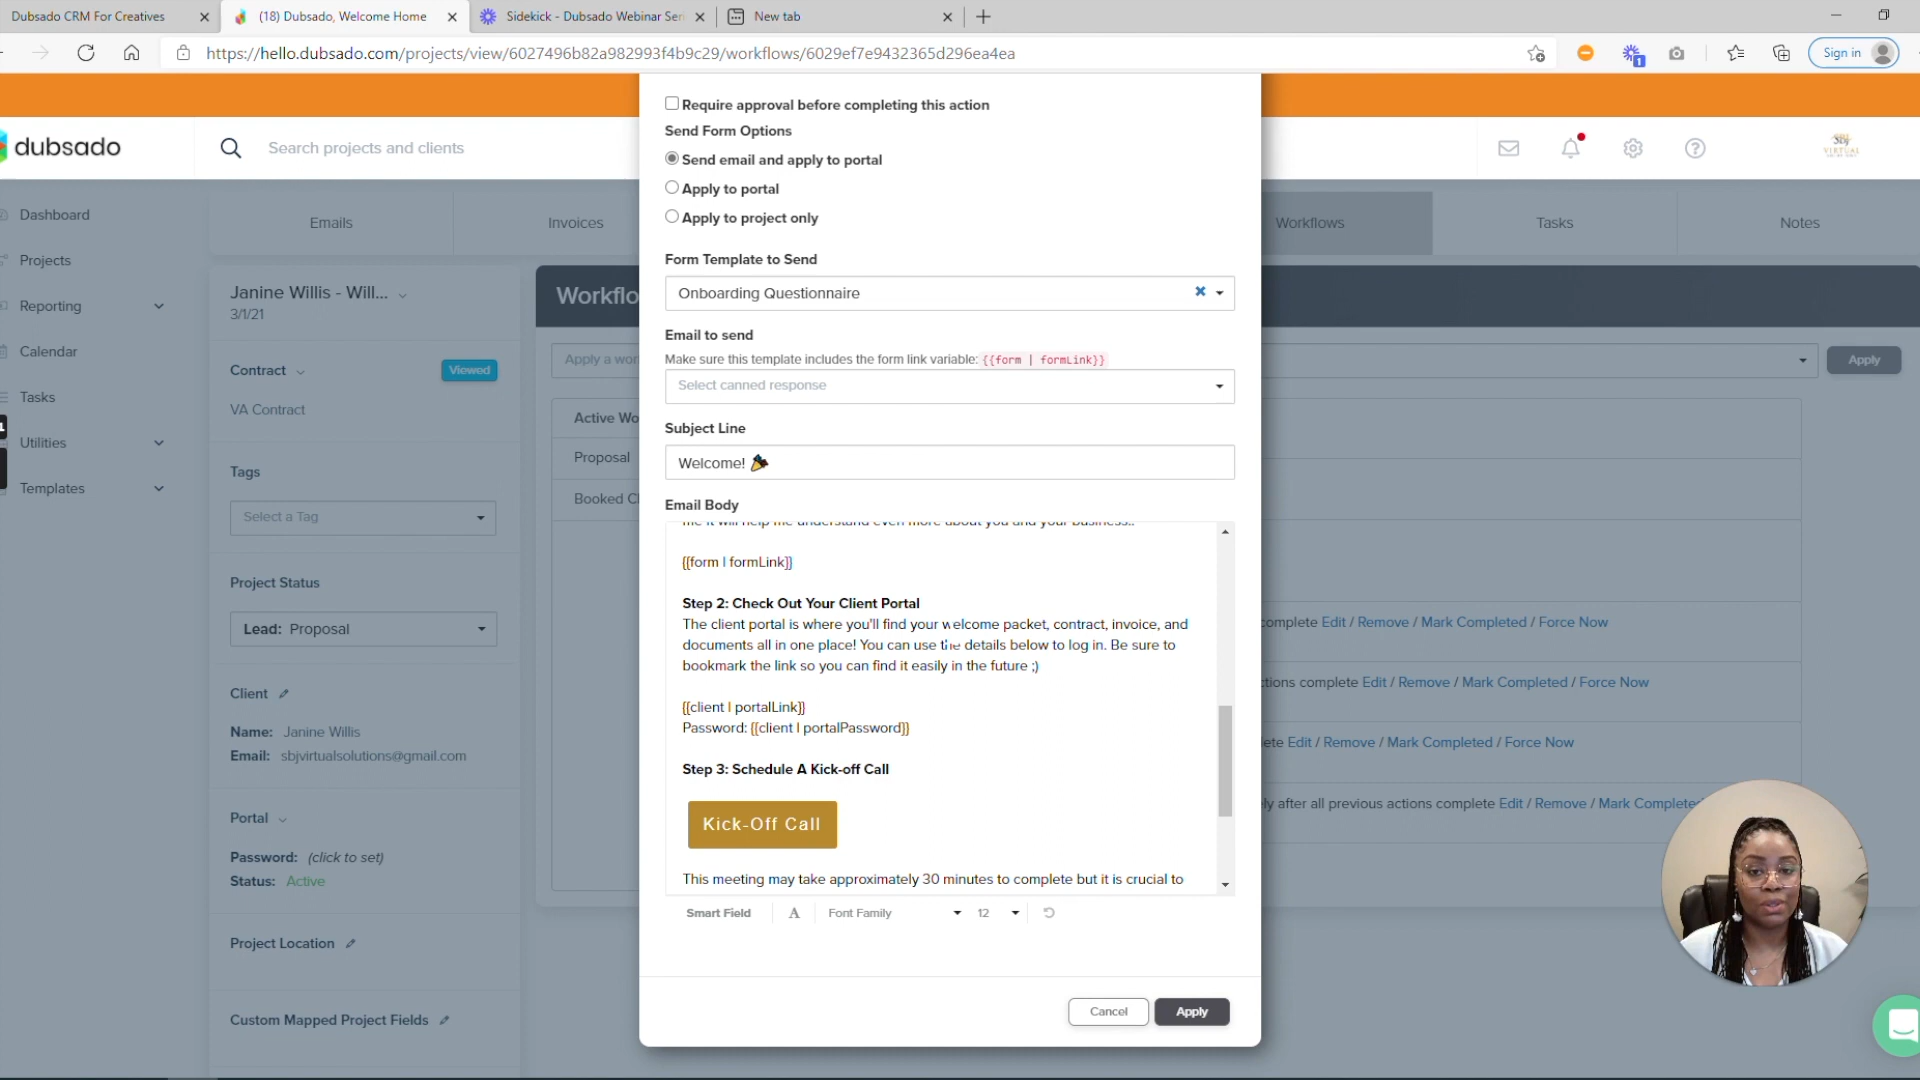 Dubsado CRM For Creatives
(18) Dubsado, Welcome Home
Sidekick - Dubsado Webinar Seri
New tab
https://hello.dubsado.com/projects/view/6027496b82a982993f4b9c29/workflows/6029ef7e9432365d296ea4ea
1
Sign in
dubsado
Search projects and clients
VIRTUAL
Dashboard
Projects
Reporting
Calendar
Tasks
Utilities
Templates
Emails
Invoices
Workflows
Tasks
Notes
Janine Willis - Will...
3/1/21
Contract
Viewed
VA Contract
Tags
Select a Tag
Project Status
Lead: Proposal
Client
Name: Janine Willis
Email: sbjvirtualsolutions@gmail.com
Portal
Password: (click to set)
Status: Active
Project Location
Custom Mapped Project Fields
Workflo
Apply a wor
Apply
Active Wo
Proposal
Booked Cl
Require approval before completing this action
Send Form Options
Send email and apply to portal
Apply to portal
Apply to project only
Form Template to Send
Onboarding Questionnaire
Email to send
Make sure this template includes the form link variable: {{form | formLink}}
Select canned response
Subject Line
Welcome! 🎉
Email Body
me it will help me understand even more about you and your business..
{{form | formLink}}
Step 2: Check Out Your Client Portal
The client portal is where you'll find your welcome packet, contract, invoice, and
documents all in one place! You can use the details below to log in. Be sure to
bookmark the link so you can find it easily in the future ;)
{{client | portalLink}}
Password: {{client | portalPassword}}
Step 3: Schedule A Kick-off Call
Kick-Off Call
This meeting may take approximately 30 minutes to complete but it is crucial to
Smart Field
A
Font Family
12
Cancel
Apply
complete Edit / Remove / Mark Completed / Force Now
ctions complete Edit / Remove / Mark Completed / Force Now
lete Edit / Remove / Mark Completed / Force Now
ly after all previous actions complete Edit / Remove / Mark Completed